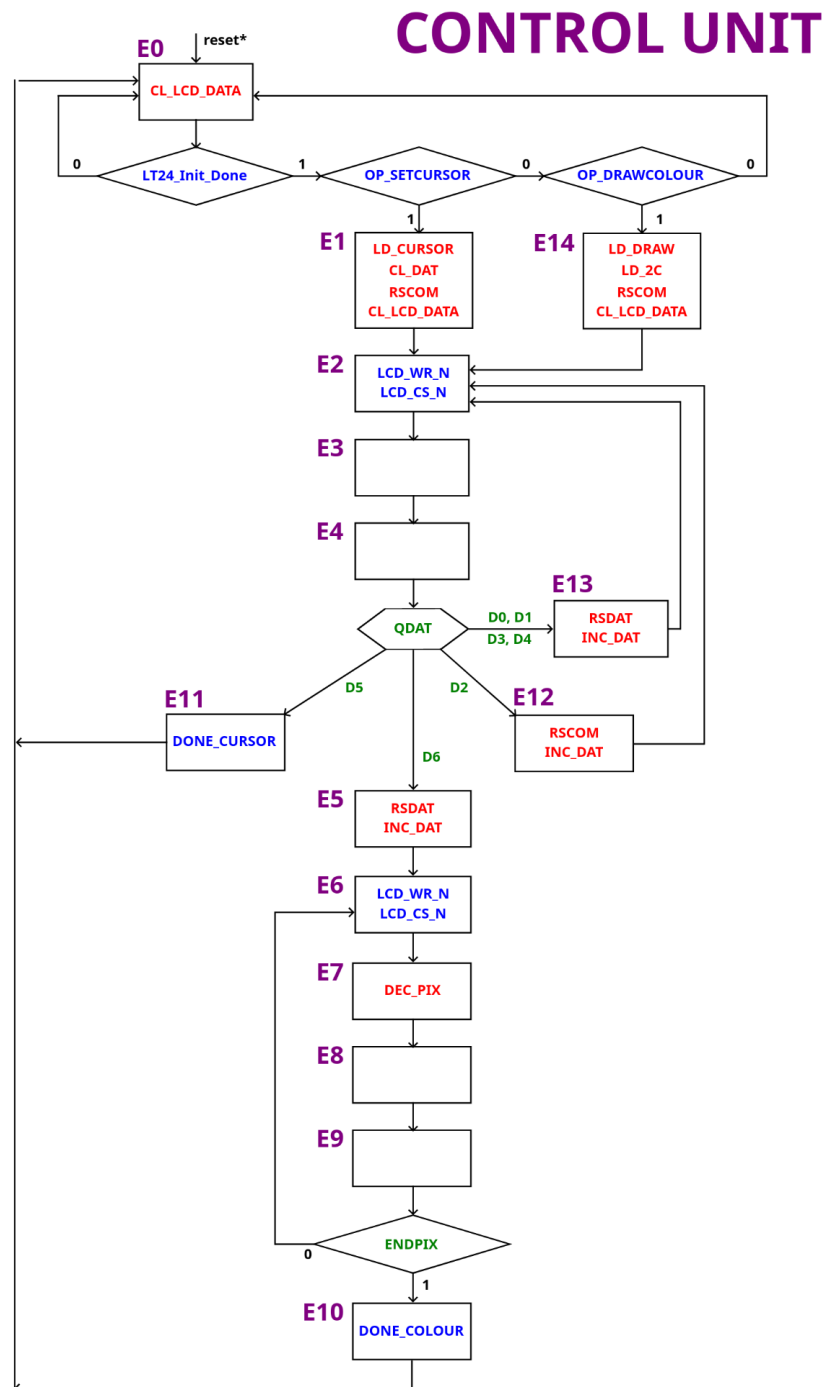 CONTROL UNIT
reset*
E0
CL_LCD_DATA
0
LT24_Init_Done
1
OP_SETCURSOR
0
OP_DRAWCOLOUR
0
1
1
E1
LD_CURSOR
CL_DAT
RSCOM
CL_LCD_DATA
E14
LD_DRAW
LD_2C
RSCOM
CL_LCD_DATA
E2
LCD_WR_N
LCD_CS_N
E3
E4
E13
QDAT
D0, D1
D3, D4
RSDAT
INC_DAT
D5
D2
E11
E12
DONE_CURSOR
RSCOM
INC_DAT
D6
E5
RSDAT
INC_DAT
E6
LCD_WR_N
LCD_CS_N
E7
DEC_PIX
E8
E9
ENDPIX
0
1
E10
DONE_COLOUR